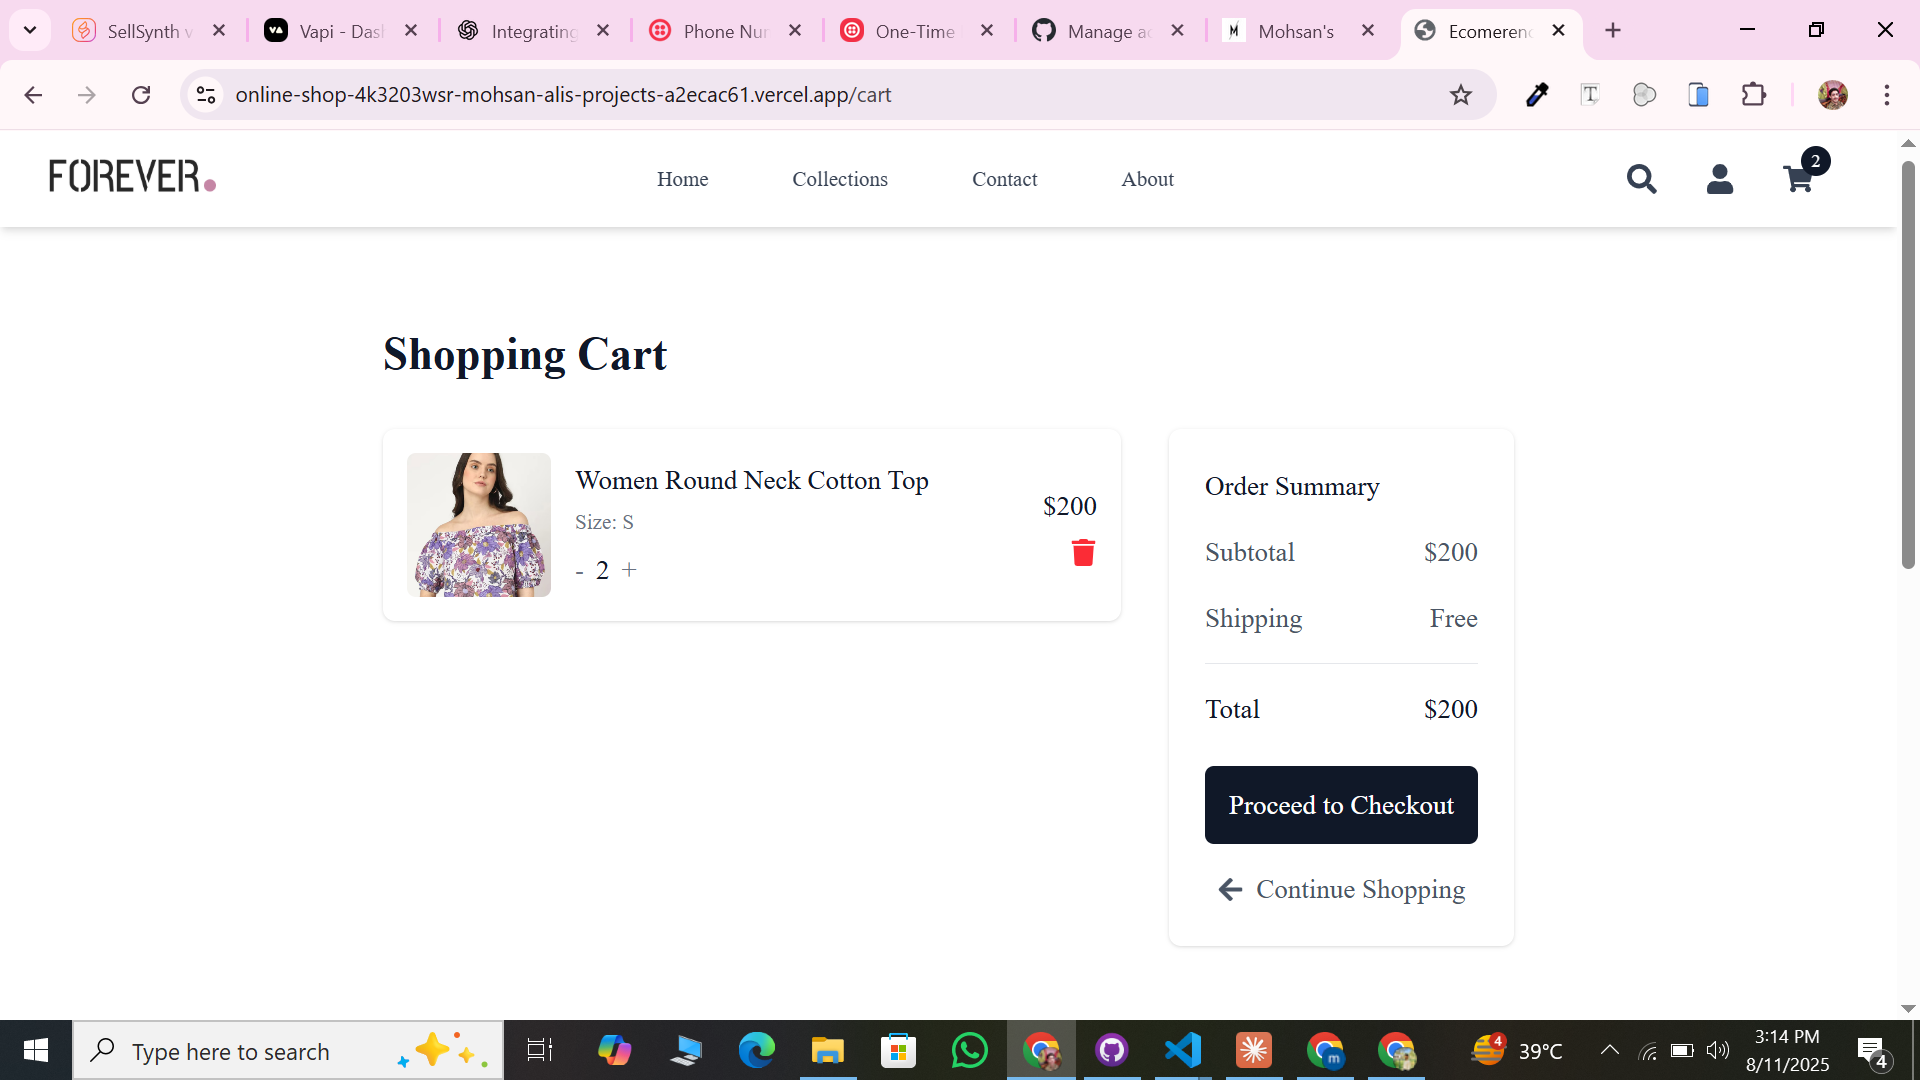 SellSynth v
Vapi - Das
Integrating
Phone Nur
One-Time
Manage ac
Mohsan's
Ecomerenc
online-shop-4k3203wsr-mohsan-alis-projects-a2ecac61.vercel.app/cart
FOREVER.
Home
Collections
Contact
About
2
Shopping Cart
Women Round Neck Cotton Top
Size: S
- 2 +
$200
Order Summary
Subtotal $200
Shipping Free
Total $200
Proceed to Checkout
Continue Shopping
Type here to search
4
39°C
3:14 PM
8/11/2025
4